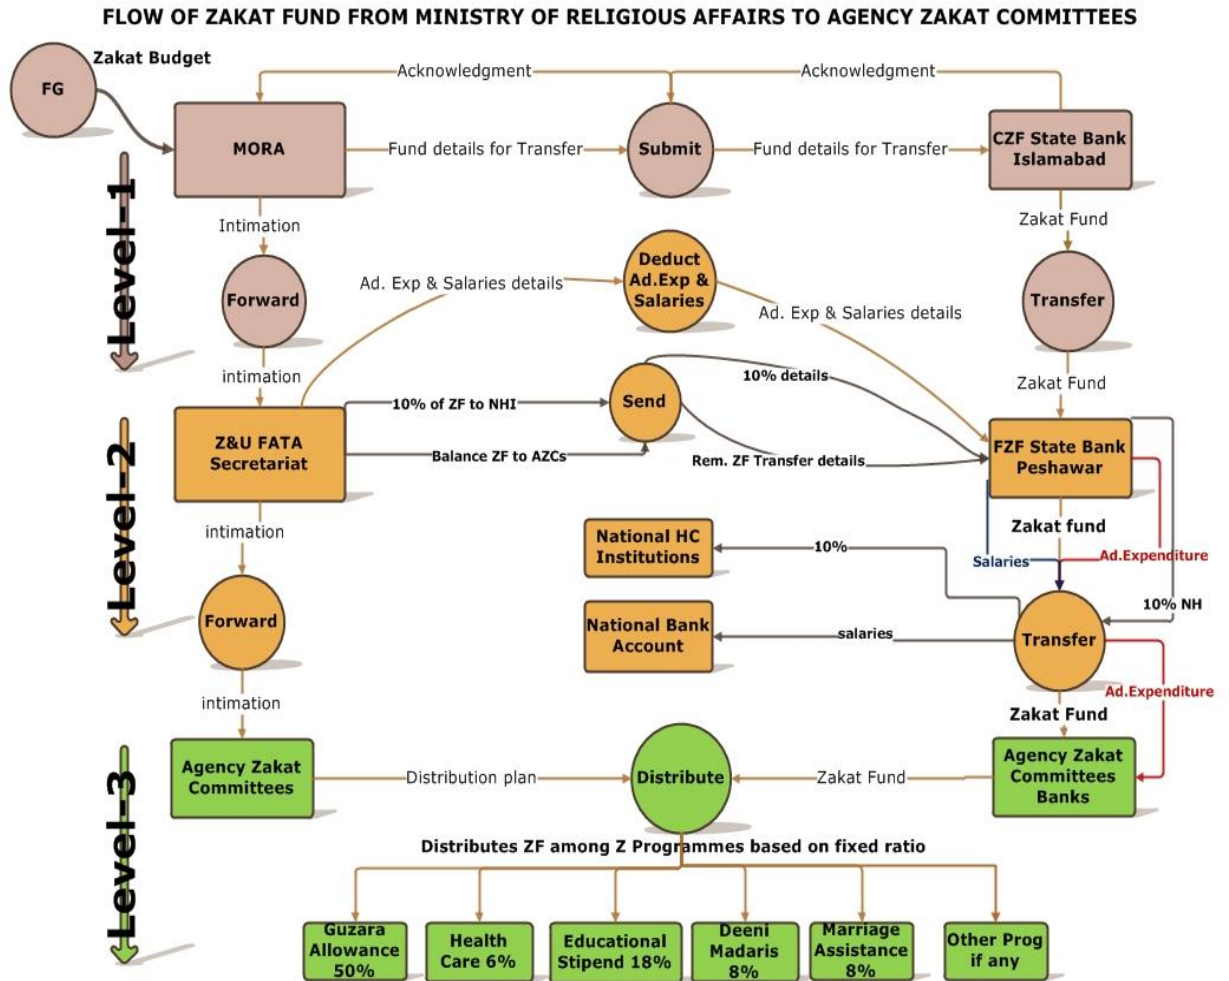 FLOW OF ZAKAT FUND FROM MINISTRY OF RELIGIOUS AFFAIRS TO AGENCY ZAKAT COMMITTEES
Zakat Budget
FG
Acknowledgment
Acknowledgment
MORA
Fund details for Transfer
Submit
Fund details for Transfer
CZF State Bank
Islamabad
Level-1
Intimation
Zakat Fund
Forward
Ad. Exp & Salaries details
Deduct
Ad.Exp &
Salaries
Ad. Exp & Salaries details
Transfer
intimation
Zakat Fund
10% details
10% of ZF to NHI
Send
Z&U FATA
Secretariat
Balance ZF to AZCs
Rem. ZF Transfer details
FZF State Bank
Peshawar
Level-2
intimation
Zakat fund
National HC
Institutions
10%
Salaries
Ad.Expenditure
10% NH
Forward
National Bank
Account
salaries
Transfer
Ad.Expenditure
intimation
Zakat Fund
Level-3
Agency Zakat
Committees
Distribution plan
Distribute
Zakat Fund
Agency Zakat
Committees
Banks
Distributes ZF among Z Programmes based on fixed ratio
Guzara
Allowance
50%
Health
Care 6%
Educational
Stipend 18%
Deeni
Madaris
8%
Marriage
Assistance
8%
Other Prog
if any